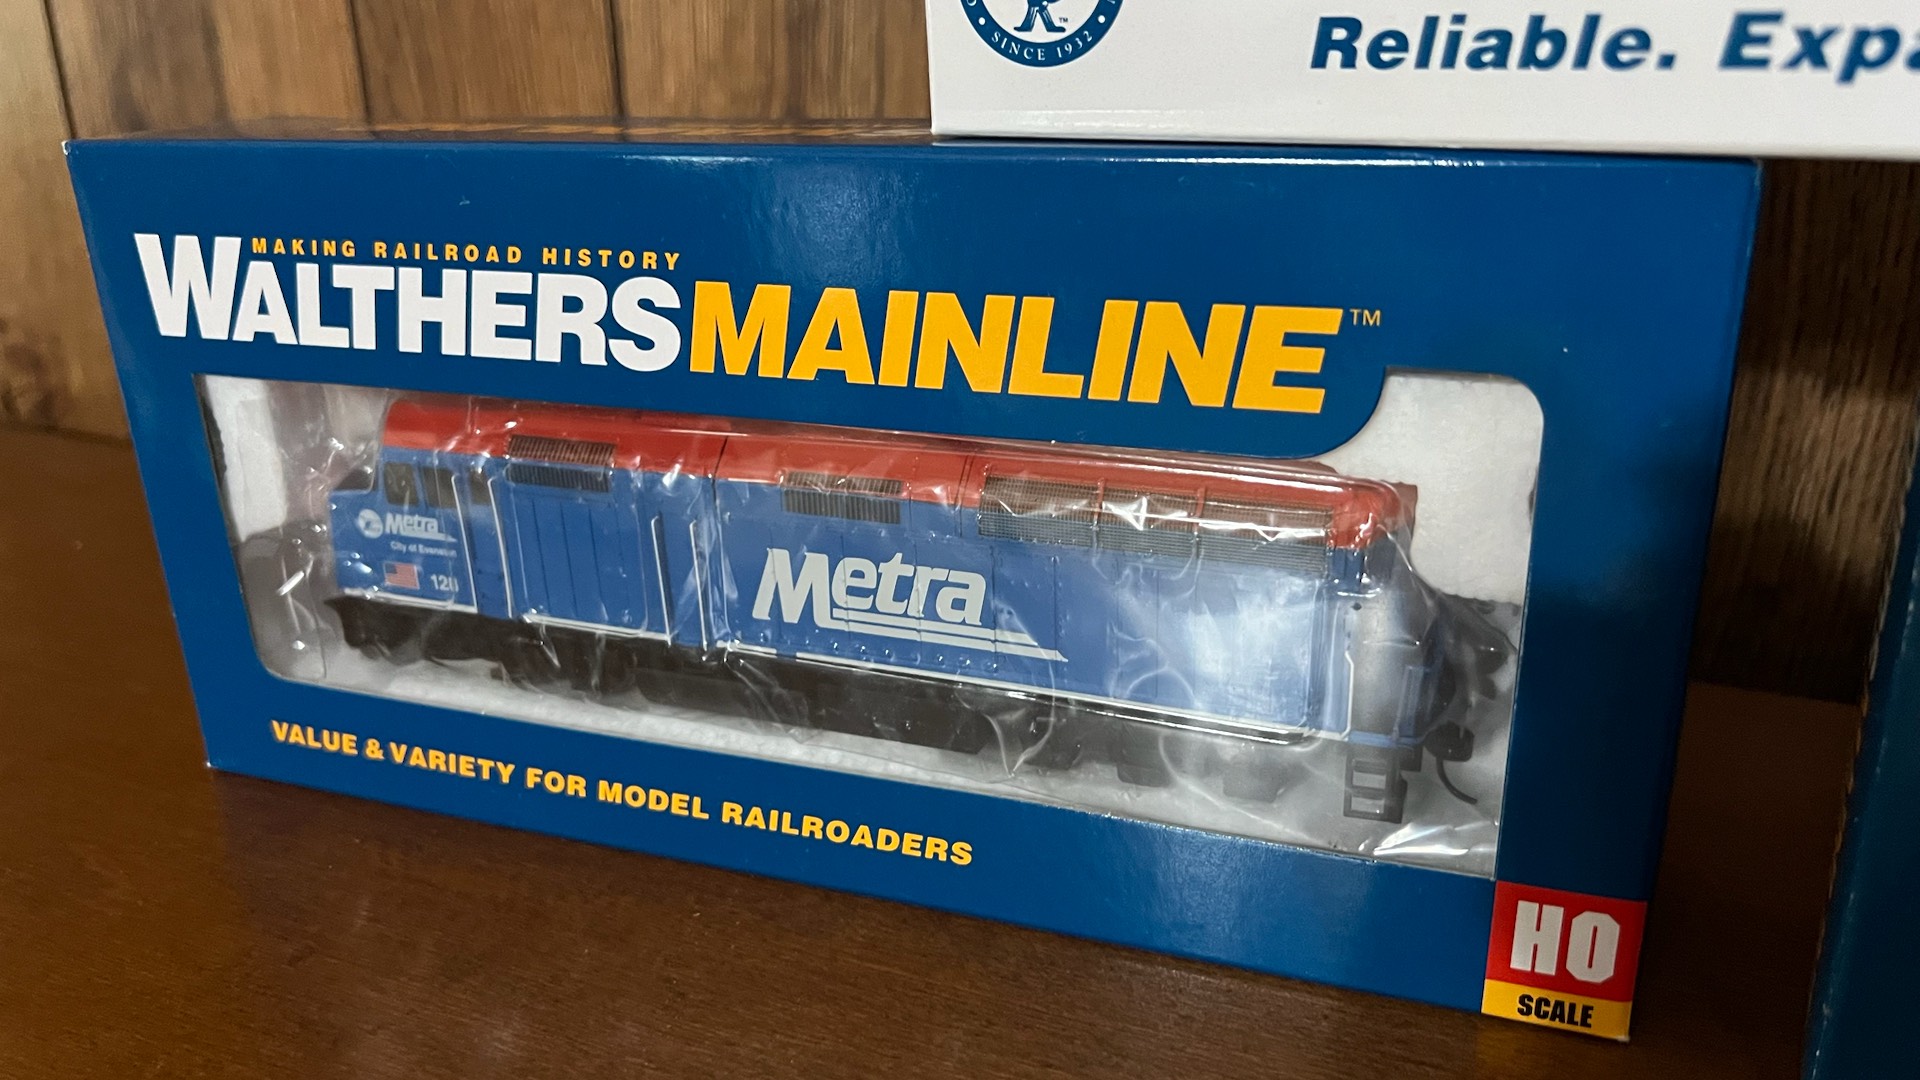 SINCE 1932
™
Reliable. Expa
MAKING RAILROAD HISTORY
WALTHERS MAINLINE™
Metra
City of Evanston
Metra
VALUE & VARIETY FOR MODEL RAILROADERS
HO
SCALE